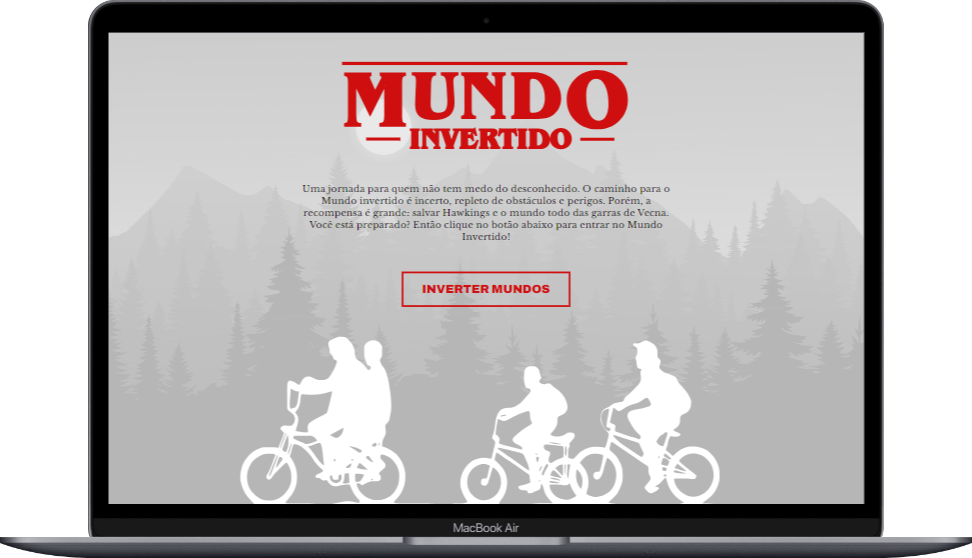 MUNDO
INVERTIDO
Uma jornada para quem não tem medo do desconhecido. O caminho para o
Mundo invertido é incerto, repleto de obstáculos e perigos. Porém, a
recompensa é grande: salvar Hawkings e o mundo todo das garras de Vecna.
Você está preparado? Então clique no botão abaixo para entrar no Mundo
Invertido!
INVERTER MUNDOS
MacBook Air